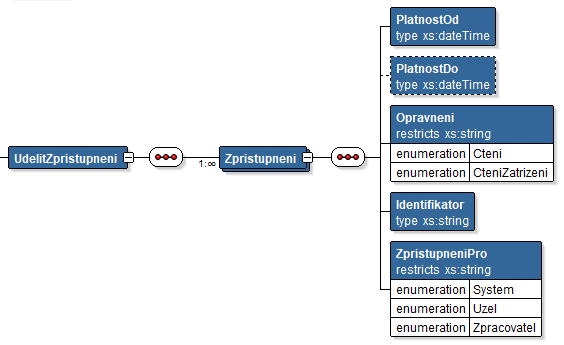 PlatnostOd
type xs:dateTime
PlatnostDo
type xs:dateTime
Opravneni
restricts xs:string
enumeration Cteni
enumeration CteniZatrizeni
UdelitZpristupneni
1:∞
Zpristupneni
Identifikator
type xs:string
ZpristupneniPro
restricts xs:string
enumeration System
enumeration Uzel
enumeration Zpracovatel